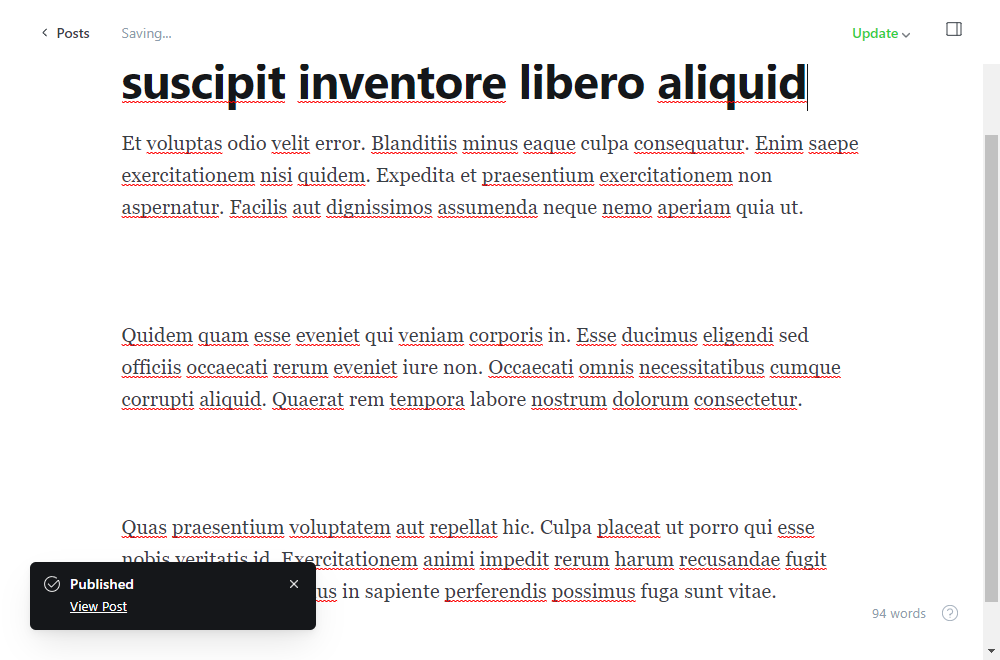 Posts
Saving...
Update
suscipit inventore libero aliquid
Et voluptas odio velit error. Blanditiis minus eaque culpa consequatur. Enim saepe
exercitationem nisi quidem. Expedita et praesentium exercitationem non
aspernatur. Facilis aut dignissimos assumenda neque nemo aperiam quia ut.
Quidem quam esse eveniet qui veniam corporis in. Esse ducimus eligendi sed
officiis occaecati rerum eveniet iure non. Occaecati omnis necessitatibus cumque
corrupti aliquid. Quaerat rem tempora labore nostrum dolorum consectetur.
Quas praesentium voluptatem aut repellat hic. Culpa placeat ut porro qui esse
nobis veritatis id. Exercitationem animi impedit rerum harum recusandae fugit
in sapiente perferendis possimus fuga sunt vitae.
Published
View Post
94 words